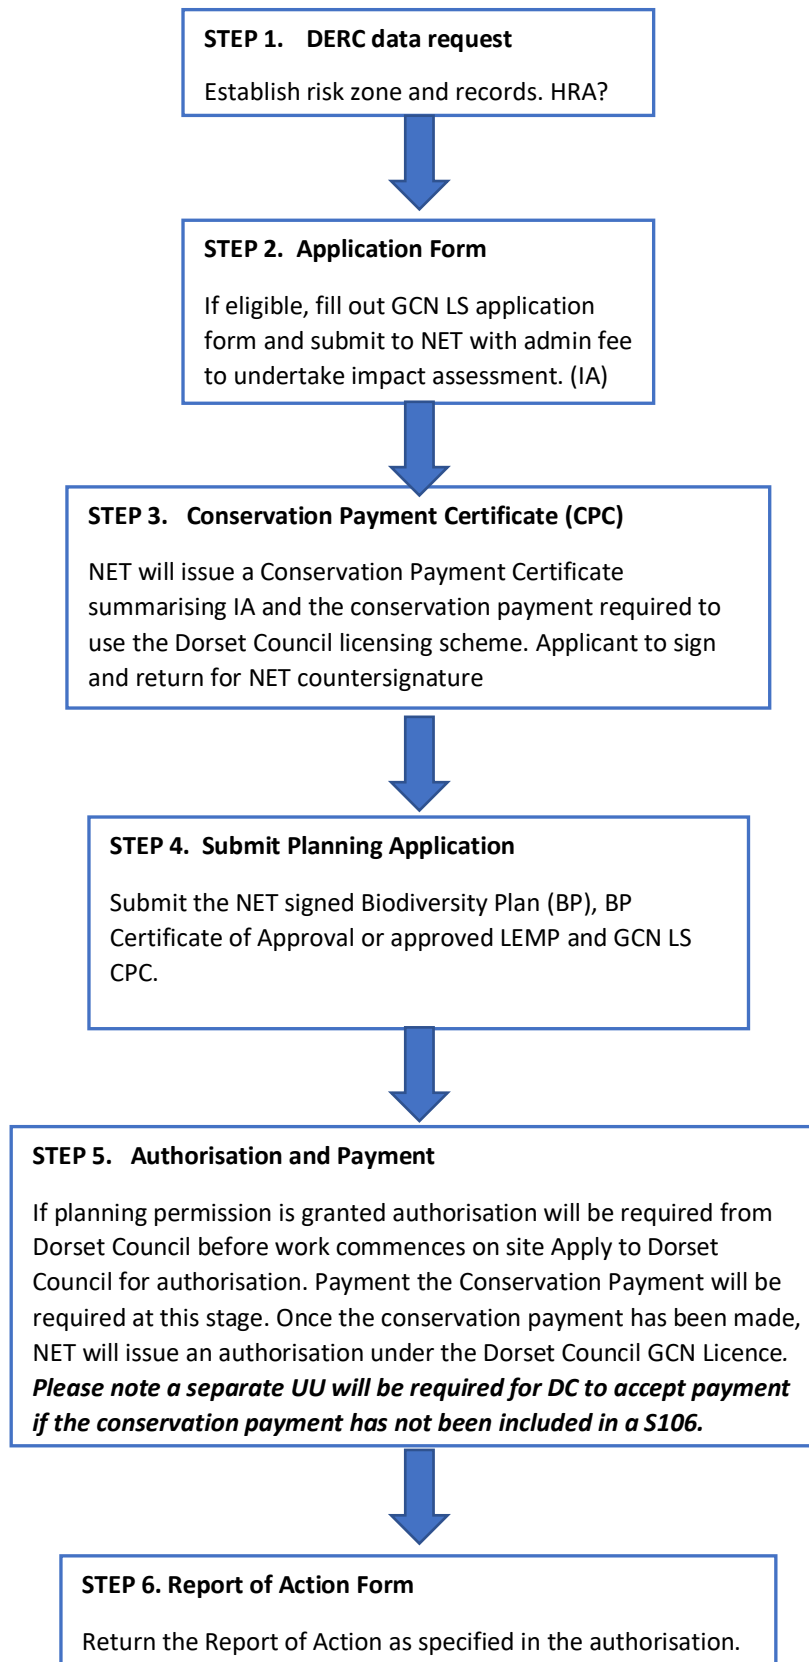 STEP 1. DERC data request
Establish risk zone and records. HRA?
STEP 2. Application Form
If eligible, fill out GCN LS application
form and submit to NET with admin fee
to undertake impact assessment. (IA)
STEP 3. Conservation Payment Certificate (CPC)
NET will issue a Conservation Payment Certificate
summarising IA and the conservation payment required to
use the Dorset Council licensing scheme. Applicant to sign
and return for NET countersignature
STEP 4. Submit Planning Application
Submit the NET signed Biodiversity Plan (BP), BP
Certificate of Approval or approved LEMP and GCN LS
CPC.
STEP 5. Authorisation and Payment
If planning permission is granted authorisation will be required from
Dorset Council before work commences on site Apply to Dorset
Council for authorisation. Payment the Conservation Payment will be
required at this stage. Once the conservation payment has been made,
NET will issue an authorisation under the Dorset Council GCN Licence.
Please note a separate UU will be required for DC to accept payment
if the conservation payment has not been included in a S106.
STEP 6. Report of Action Form
Return the Report of Action as specified in the authorisation.